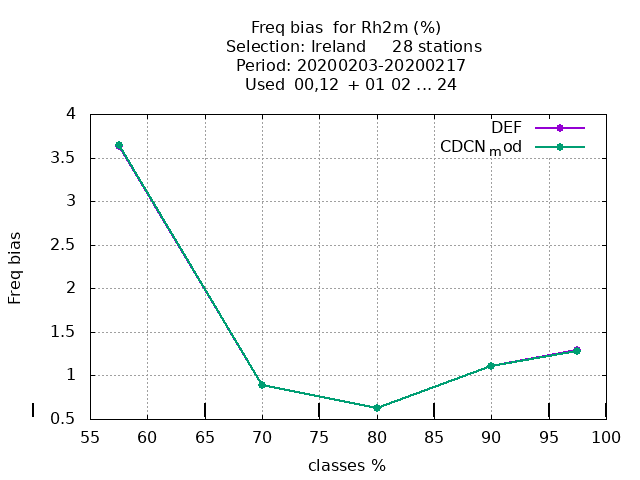 Freq bias  for Rh2m (%)
Selection: Ireland     28 stations
Period: 20200203-20200217
Used  00,12  + 01 02 ... 24
DEF
CDCN_mod
4
3.5
3
2.5
2
1.5
1
0.5
Freq bias
55 60 65 70 75 80 85 90 95 100
classes %